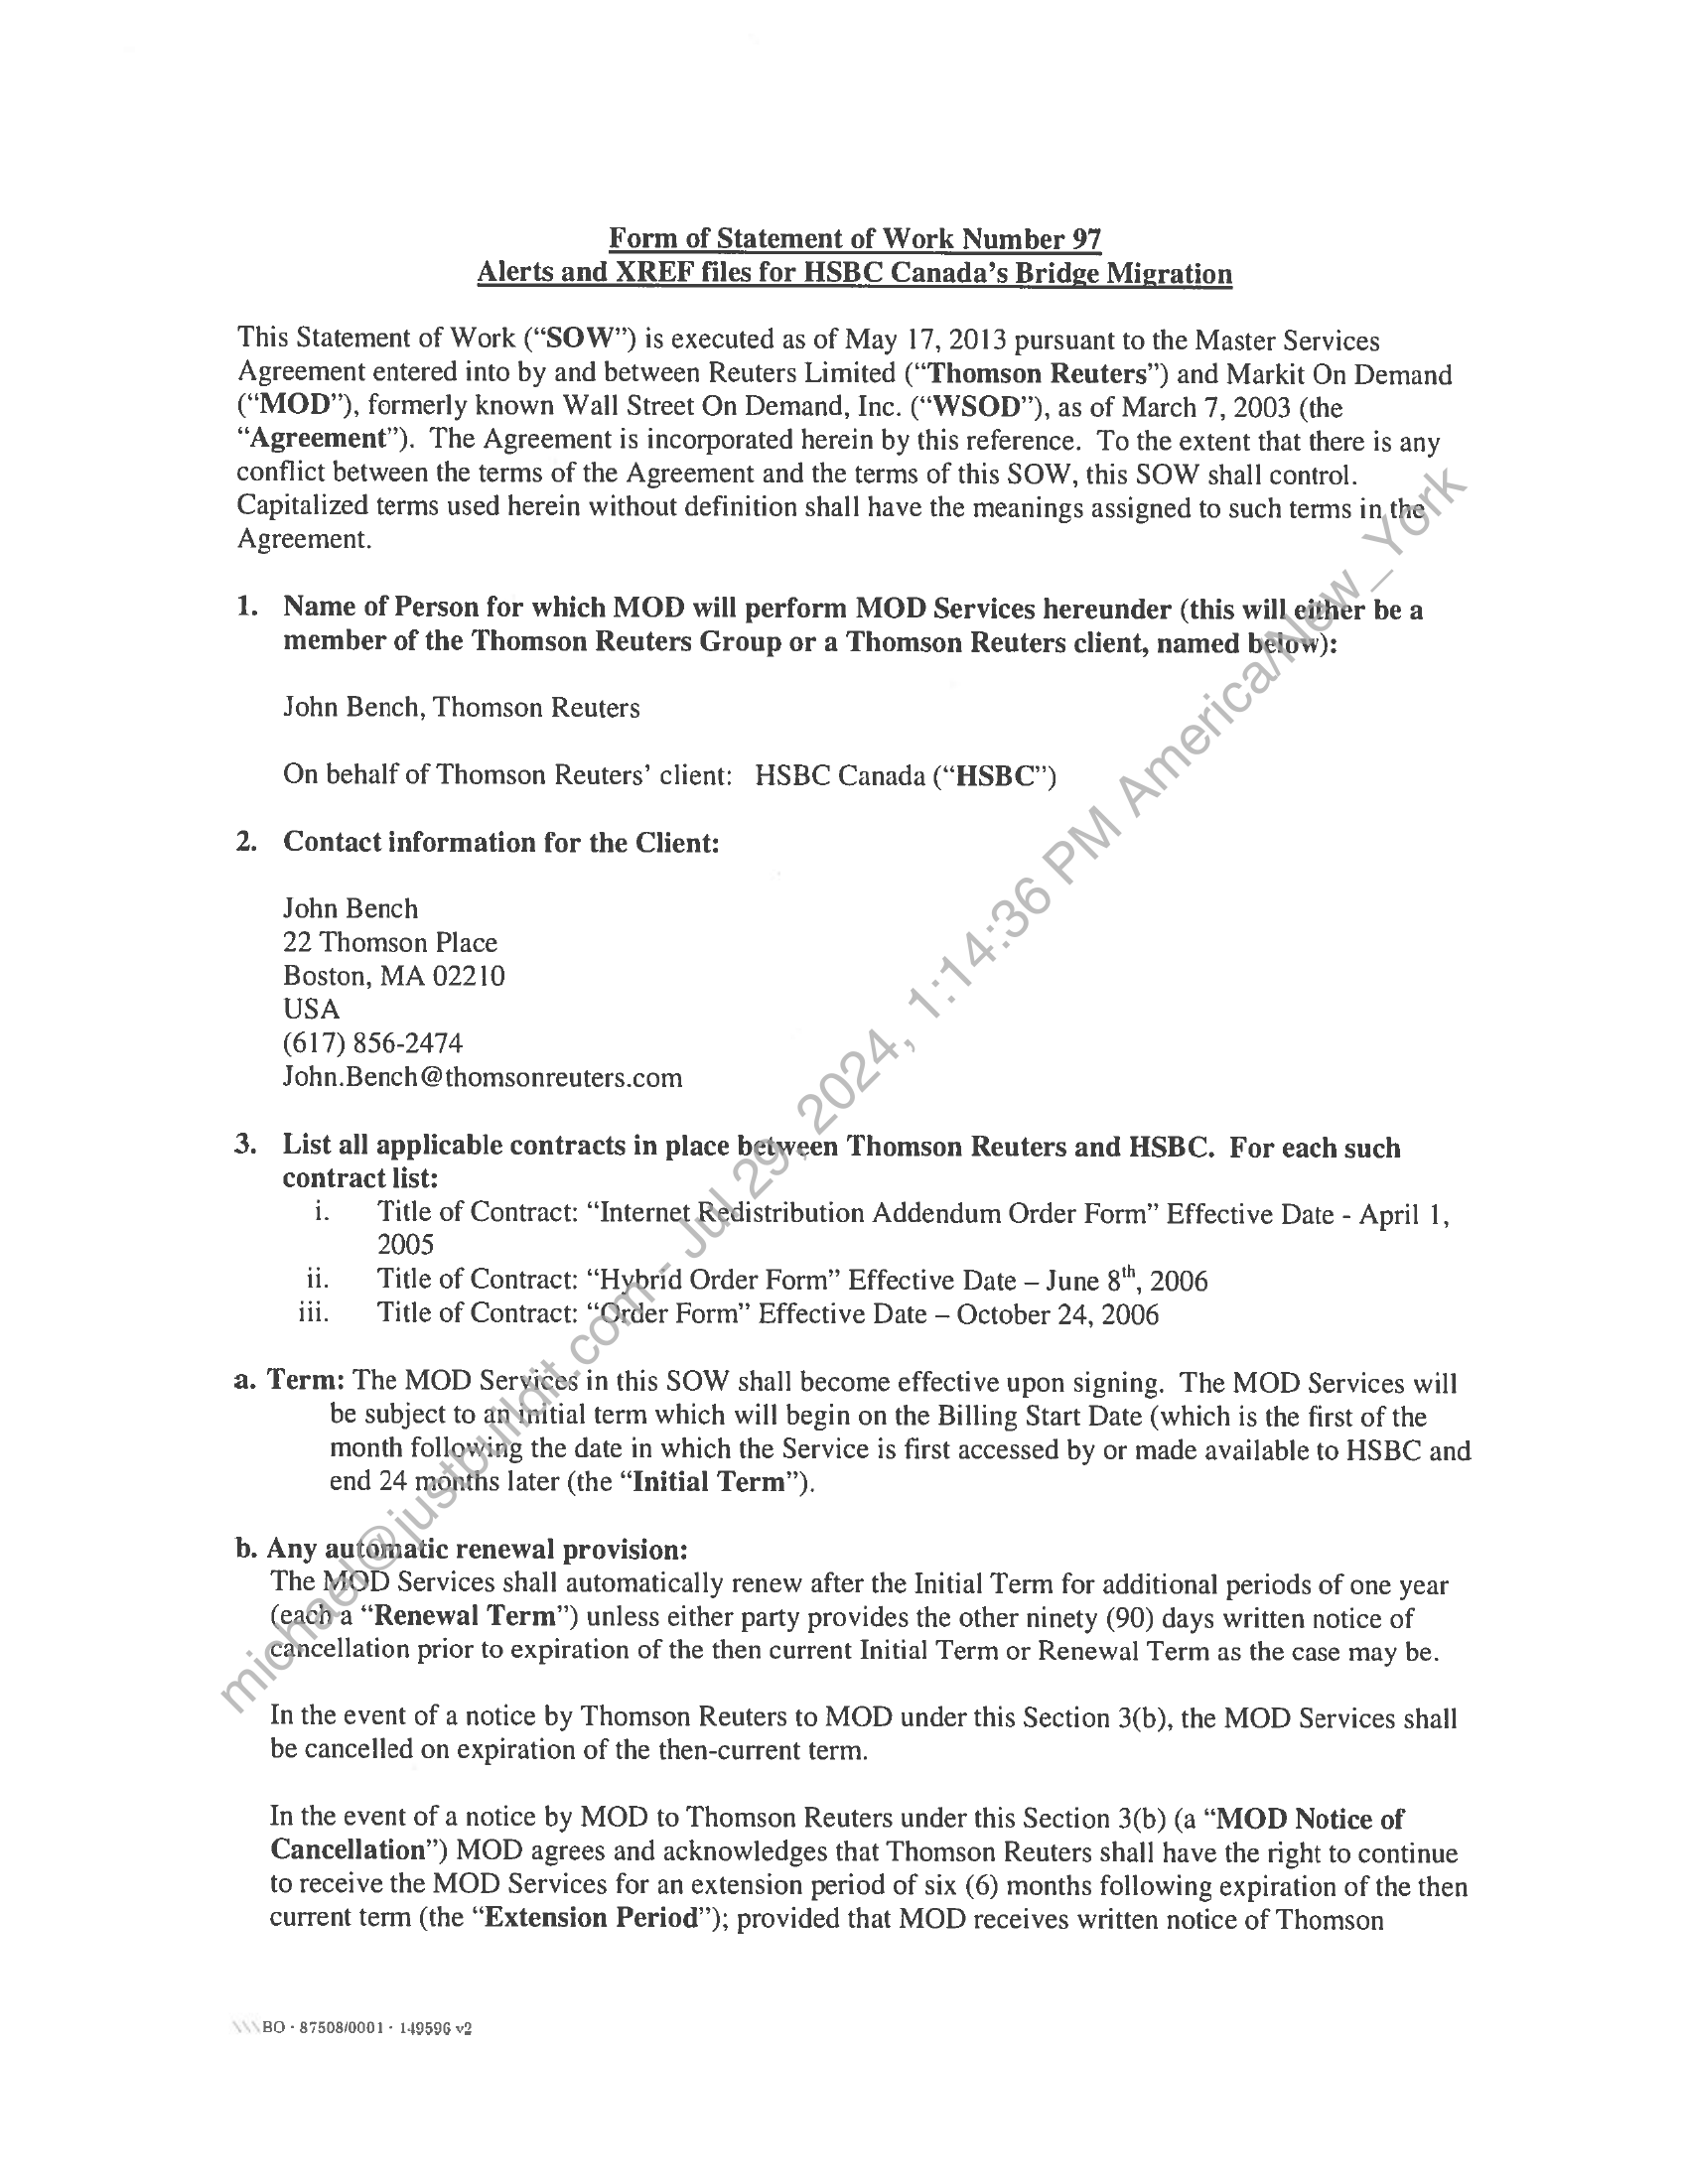 Form of Statement of Work Number 97
Alerts and XREF files for HSBC Canada's Bridge Migration
This Statement of Work ("SOW") is executed as of May 17, 2013 pursuant to the Master Services
Agreement entered into by and between Reuters Limited ("Thomson Reuters") and Markit On Demand
("MOD"), formerly known Wall Street On Demand, Inc. ("WSOD"), as of March 7, 2003 (the
"Agreement"). The Agreement is incorporated herein by this reference. To the extent that there is any
conflict between the terms of the Agreement and the terms of this SOW, this SOW shall control.
Capitalized terms used herein without definition shall have the meanings assigned to such terms in the
Agreement.
1. Name of Person for which MOD will perform MOD Services hereunder (this will either be a
member of the Thomson Reuters Group or a Thomson Reuters client, named below):
John Bench, Thomson Reuters
On behalf of Thomson Reuters' client: HSBC Canada ("HSBC")
2. Contact information for the Client:
John Bench
22 Thomson Place
Boston, MA 02210
USA
(617) 856-2474
John.Bench@thomsonreuters.com
3. List all applicable contracts in place between Thomson Reuters and HSBC. For each such
contract list:
i. Title of Contract: "Internet Redistribution Addendum Order Form" Effective Date - April 1,
2005
ii. Title of Contract: "Hybrid Order Form" Effective Date – June 8th, 2006
iii. Title of Contract: "Order Form" Effective Date – October 24, 2006
a. Term: The MOD Services in this SOW shall become effective upon signing. The MOD Services will
be subject to an initial term which will begin on the Billing Start Date (which is the first of the
month following the date in which the Service is first accessed by or made available to HSBC and
end 24 months later (the "Initial Term").
b. Any automatic renewal provision:
The MOD Services shall automatically renew after the Initial Term for additional periods of one year
(each a "Renewal Term") unless either party provides the other ninety (90) days written notice of
cancellation prior to expiration of the then current Initial Term or Renewal Term as the case may be.
In the event of a notice by Thomson Reuters to MOD under this Section 3(b), the MOD Services shall
be cancelled on expiration of the then-current term.
In the event of a notice by MOD to Thomson Reuters under this Section 3(b) (a "MOD Notice of
Cancellation") MOD agrees and acknowledges that Thomson Reuters shall have the right to continue
to receive the MOD Services for an extension period of six (6) months following expiration of the then
current term (the "Extension Period"); provided that MOD receives written notice of Thomson
\\\BO - 87508/0001 - 149596 v2
michael@justbuildit.com - Jul 29, 2024, 1:14:36 PM America/New_York